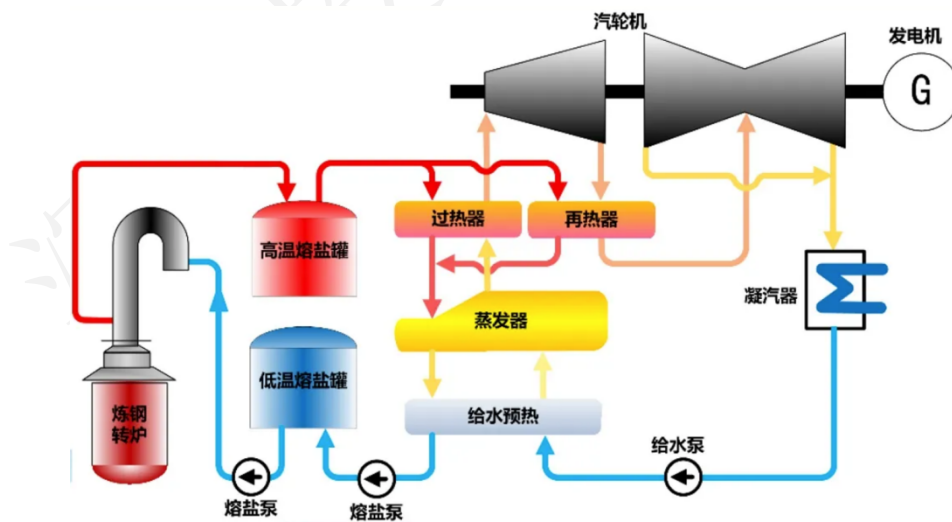 汽轮机
发电机
G
过热器
再热器
高温熔盐罐
凝汽器
蒸发器
低温熔盐罐
炼钢
转炉
给水预热
给水泵
熔盐泵
熔盐泵